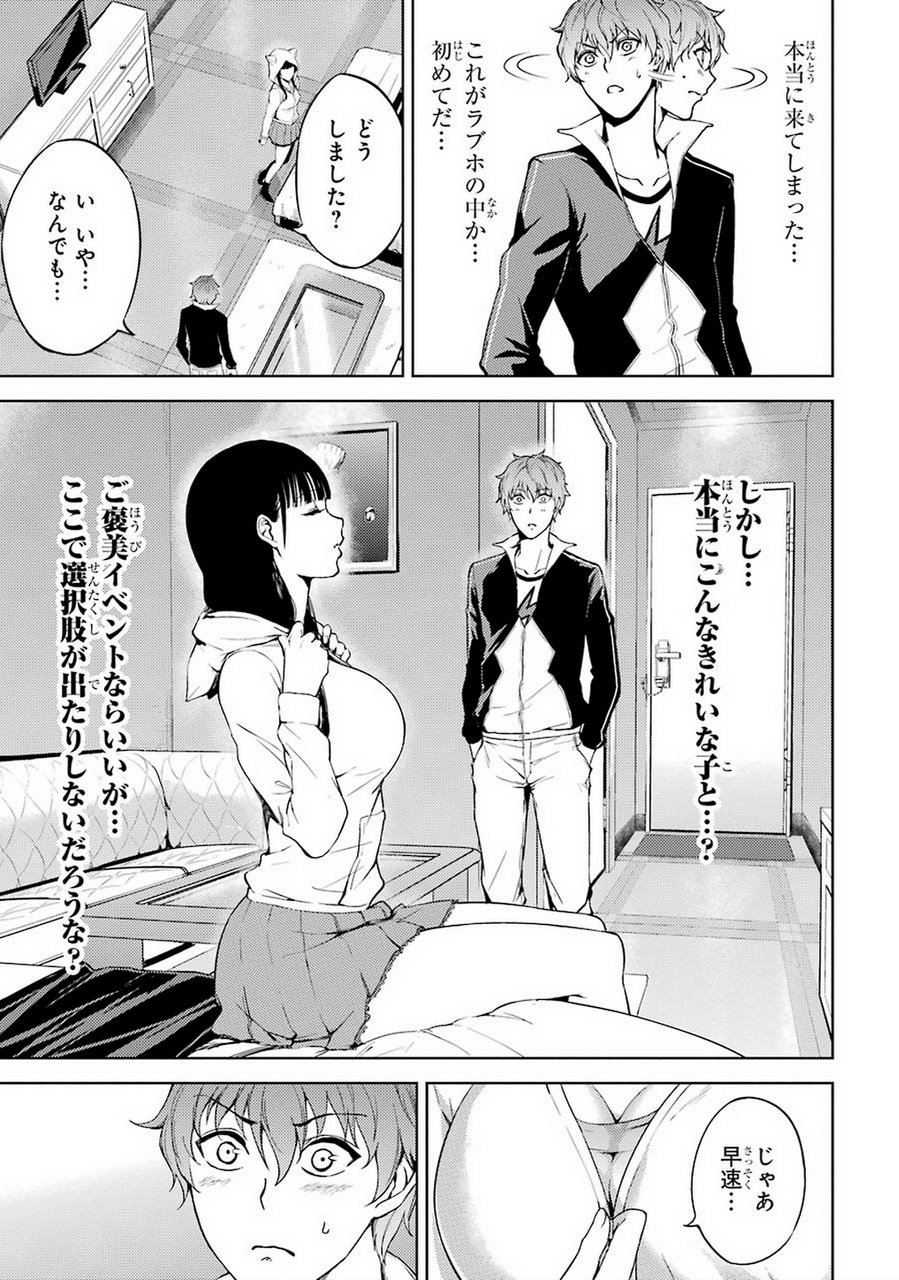 本当に来てしまった…
これがラブホの中か…
初めてだ…
どう
しました?
い いや…
なんでも…
しかし…
本当にこんなきれいな子と…?
ご褒美イベントならいいが…
ここで選択肢が出たりしないだろうな?
じゃあ
早速…